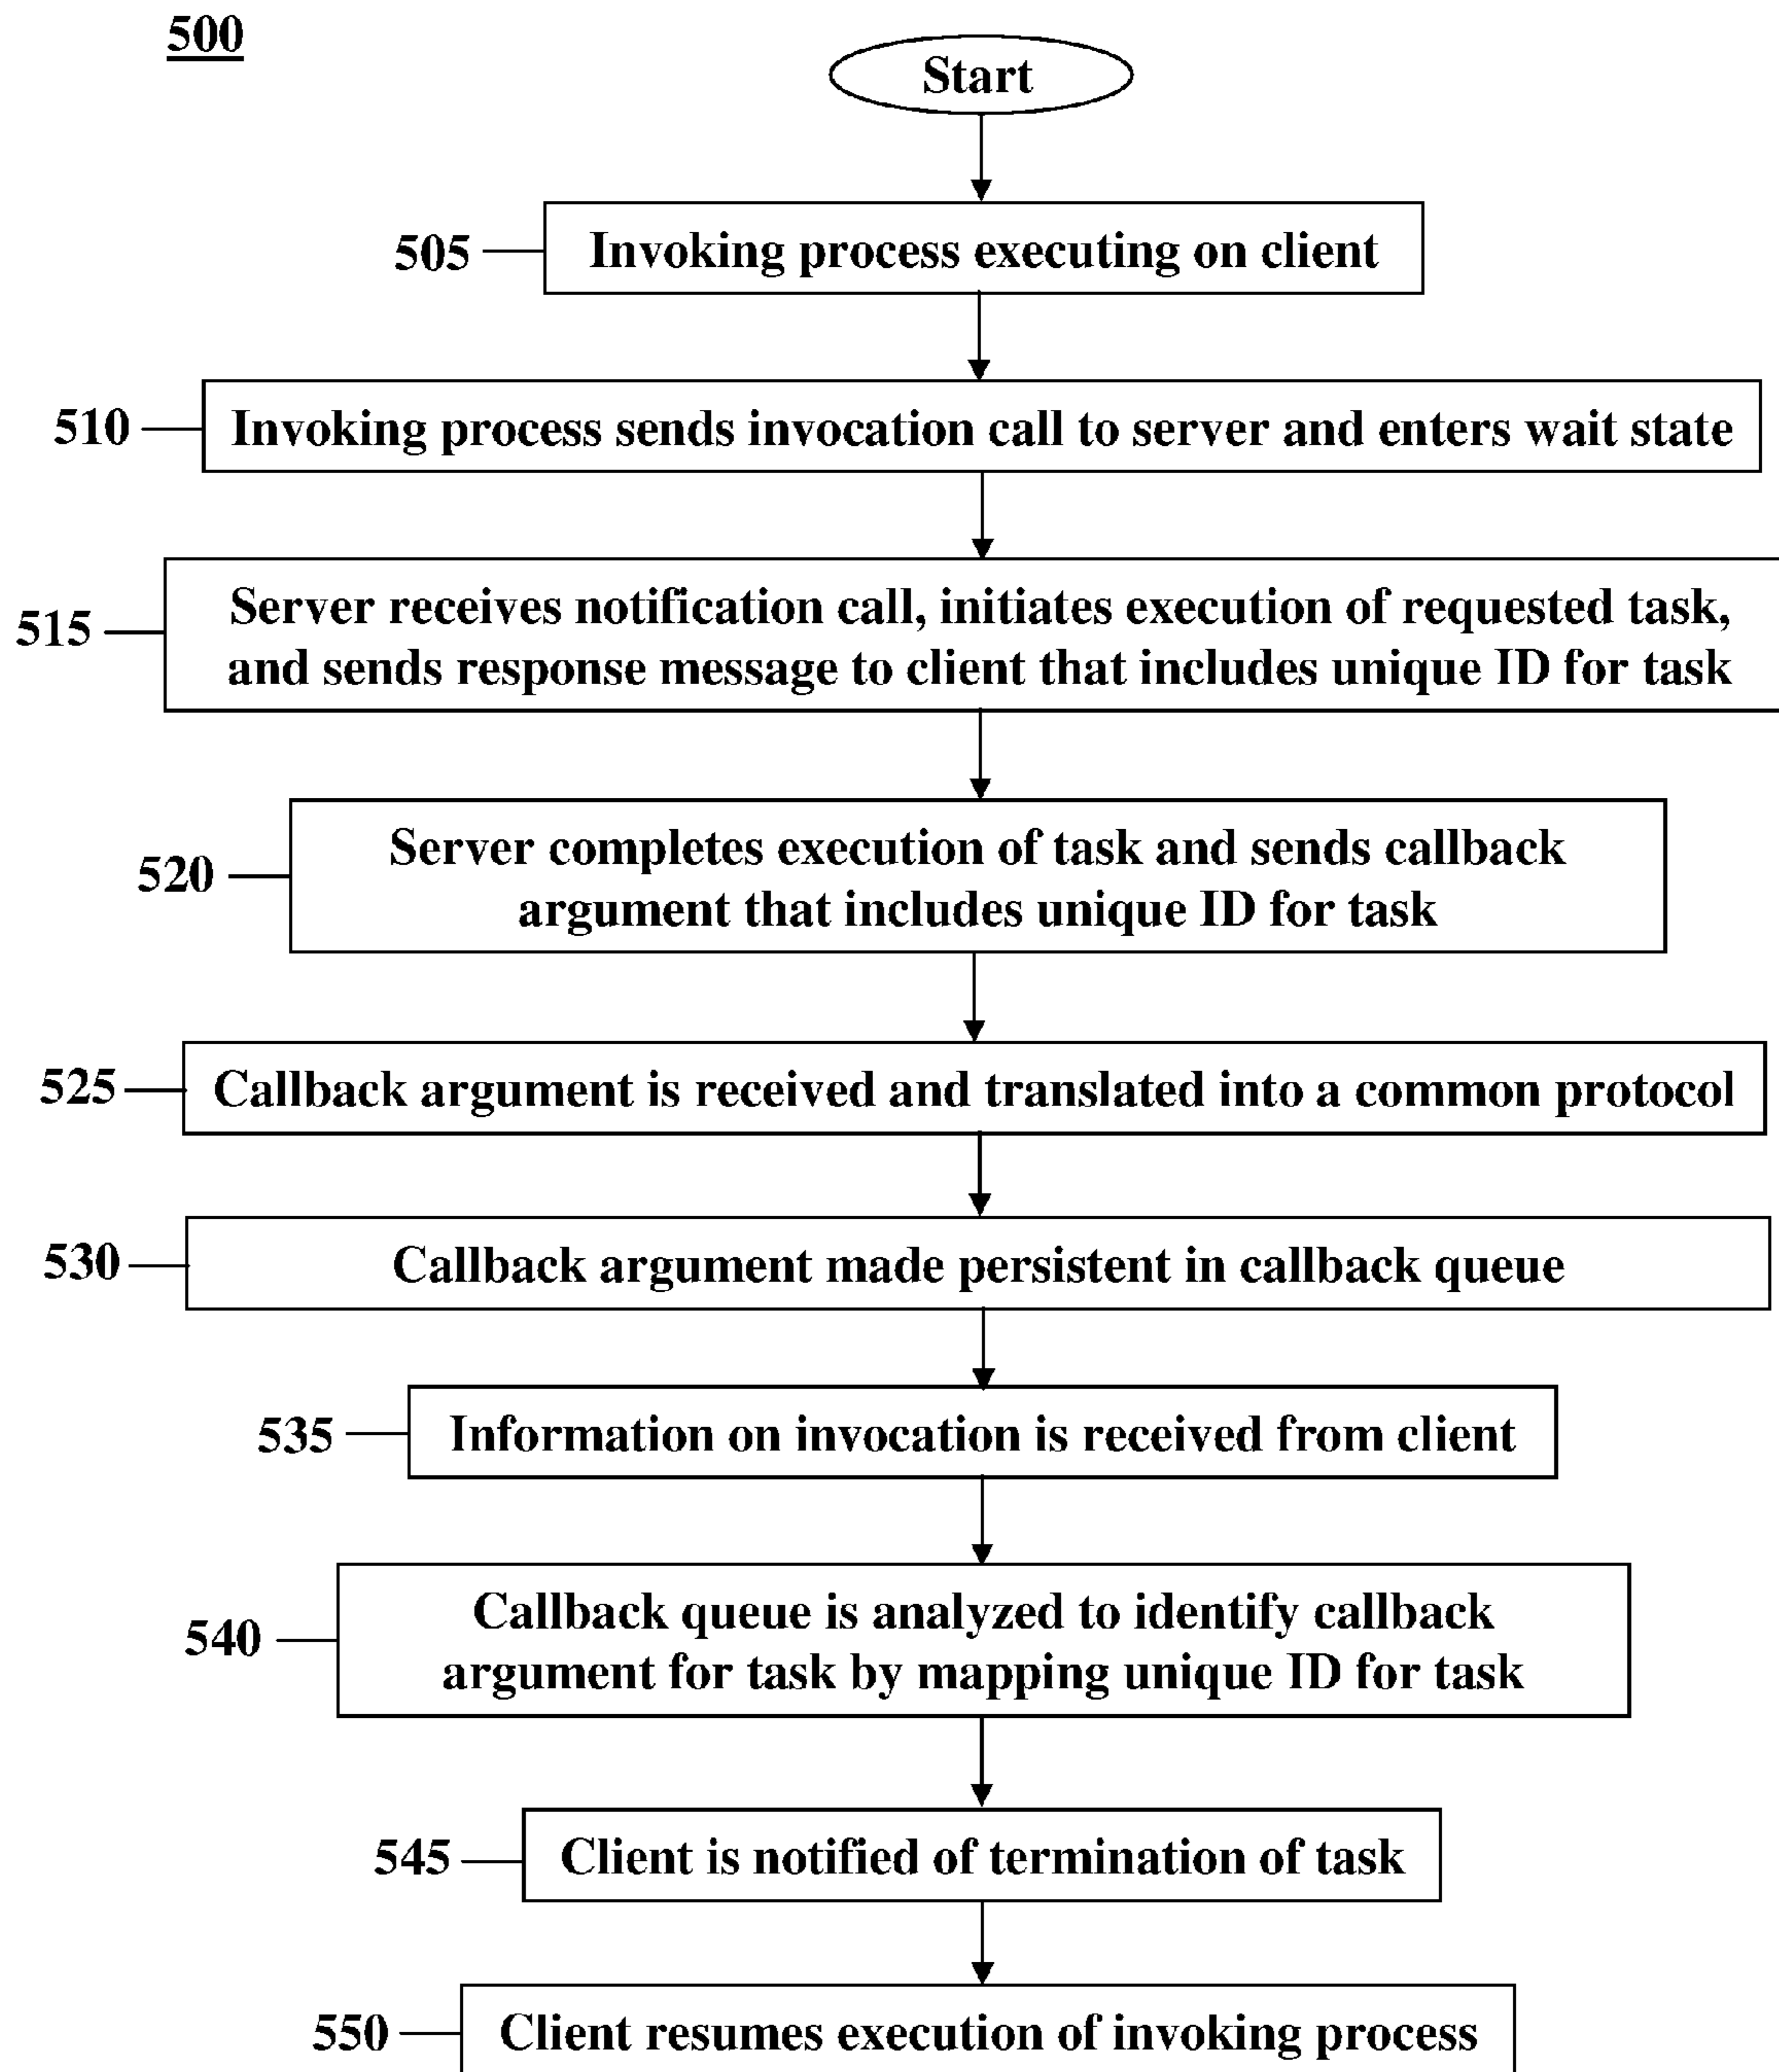 500
Start
505
Invoking process executing on client
510
Invoking process sends invocation call to server and enters wait state
515
Server receives notification call, initiates execution of requested task,
and sends response message to client that includes unique ID for task
520
Server completes execution of task and sends callback
argument that includes unique ID for task
525
Callback argument is received and translated into a common protocol
530
Callback argument made persistent in callback queue
535
Information on invocation is received from client
540
Callback queue is analyzed to identify callback
argument for task by mapping unique ID for task
545
Client is notified of termination of task
550
Client resumes execution of invoking process